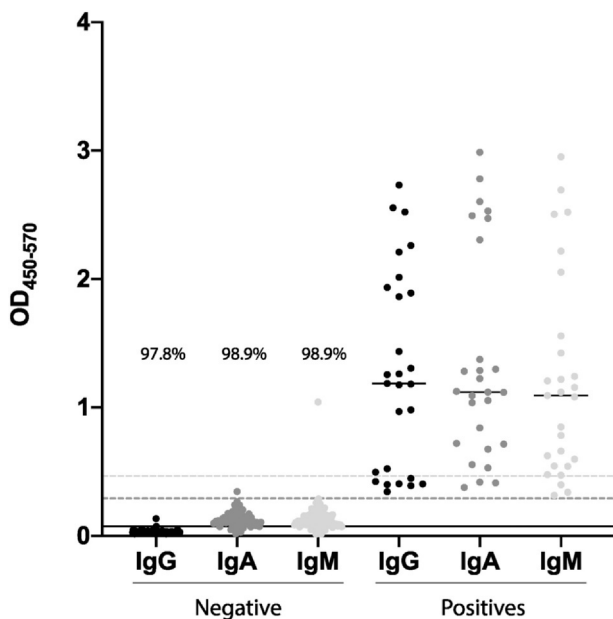 4
3
2
1
0
OD450-570
97.8% 98.9% 98.9%
IgG IgA IgM IgG IgA IgM
Negative Positives